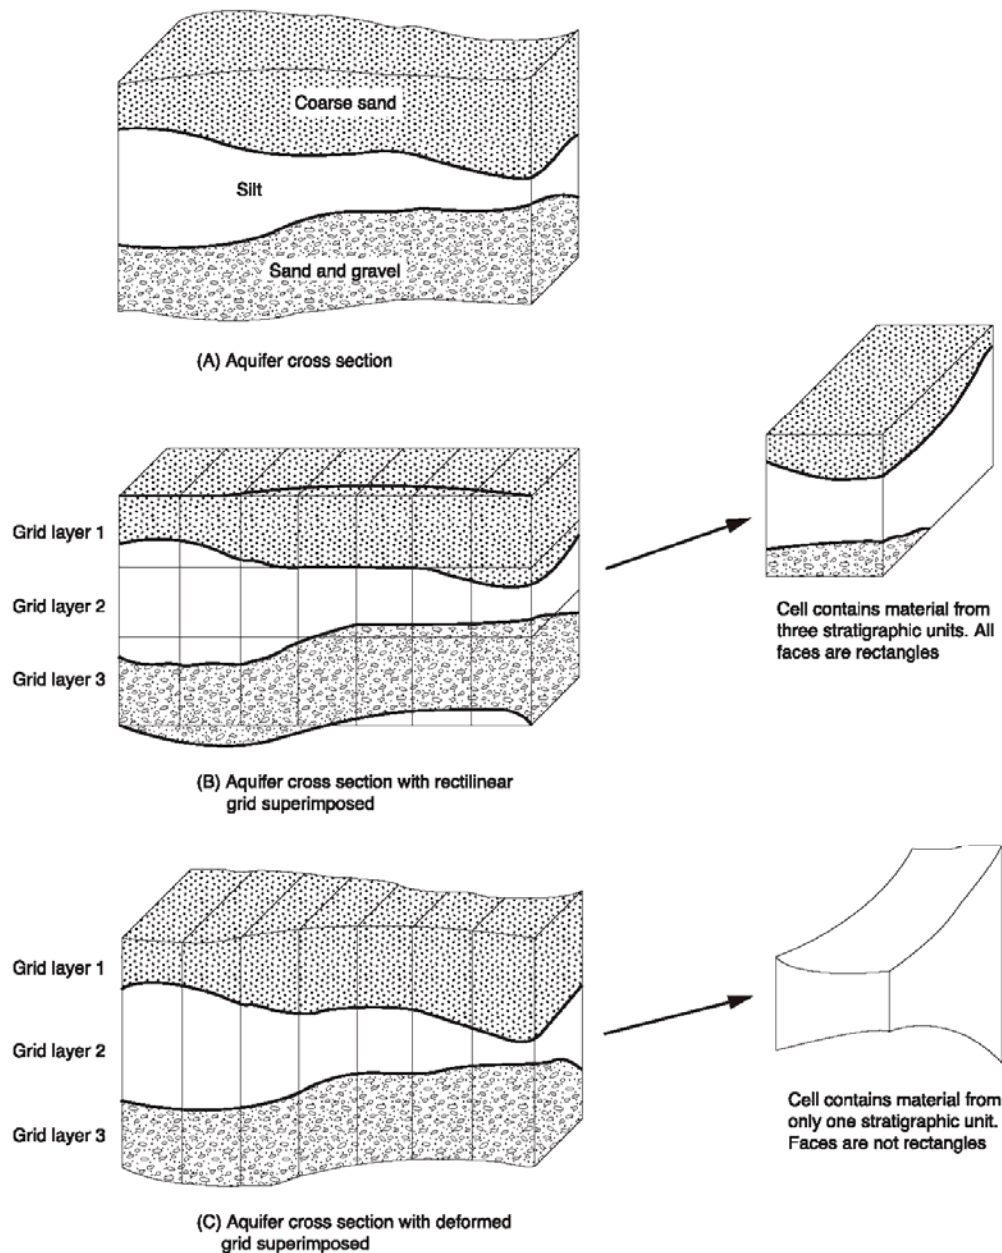 Coarse sand
Silt
Sand and gravel
(A) Aquifer cross section
Grid layer 1
Grid layer 2
Grid layer 3
Cell contains material from
three stratigraphic units. All
faces are rectangles
(B) Aquifer cross section with rectilinear
grid superimposed
Grid layer 1
Grid layer 2
Grid layer 3
Cell contains material from
only one stratigraphic unit.
Faces are not rectangles
(C) Aquifer cross section with deformed
grid superimposed